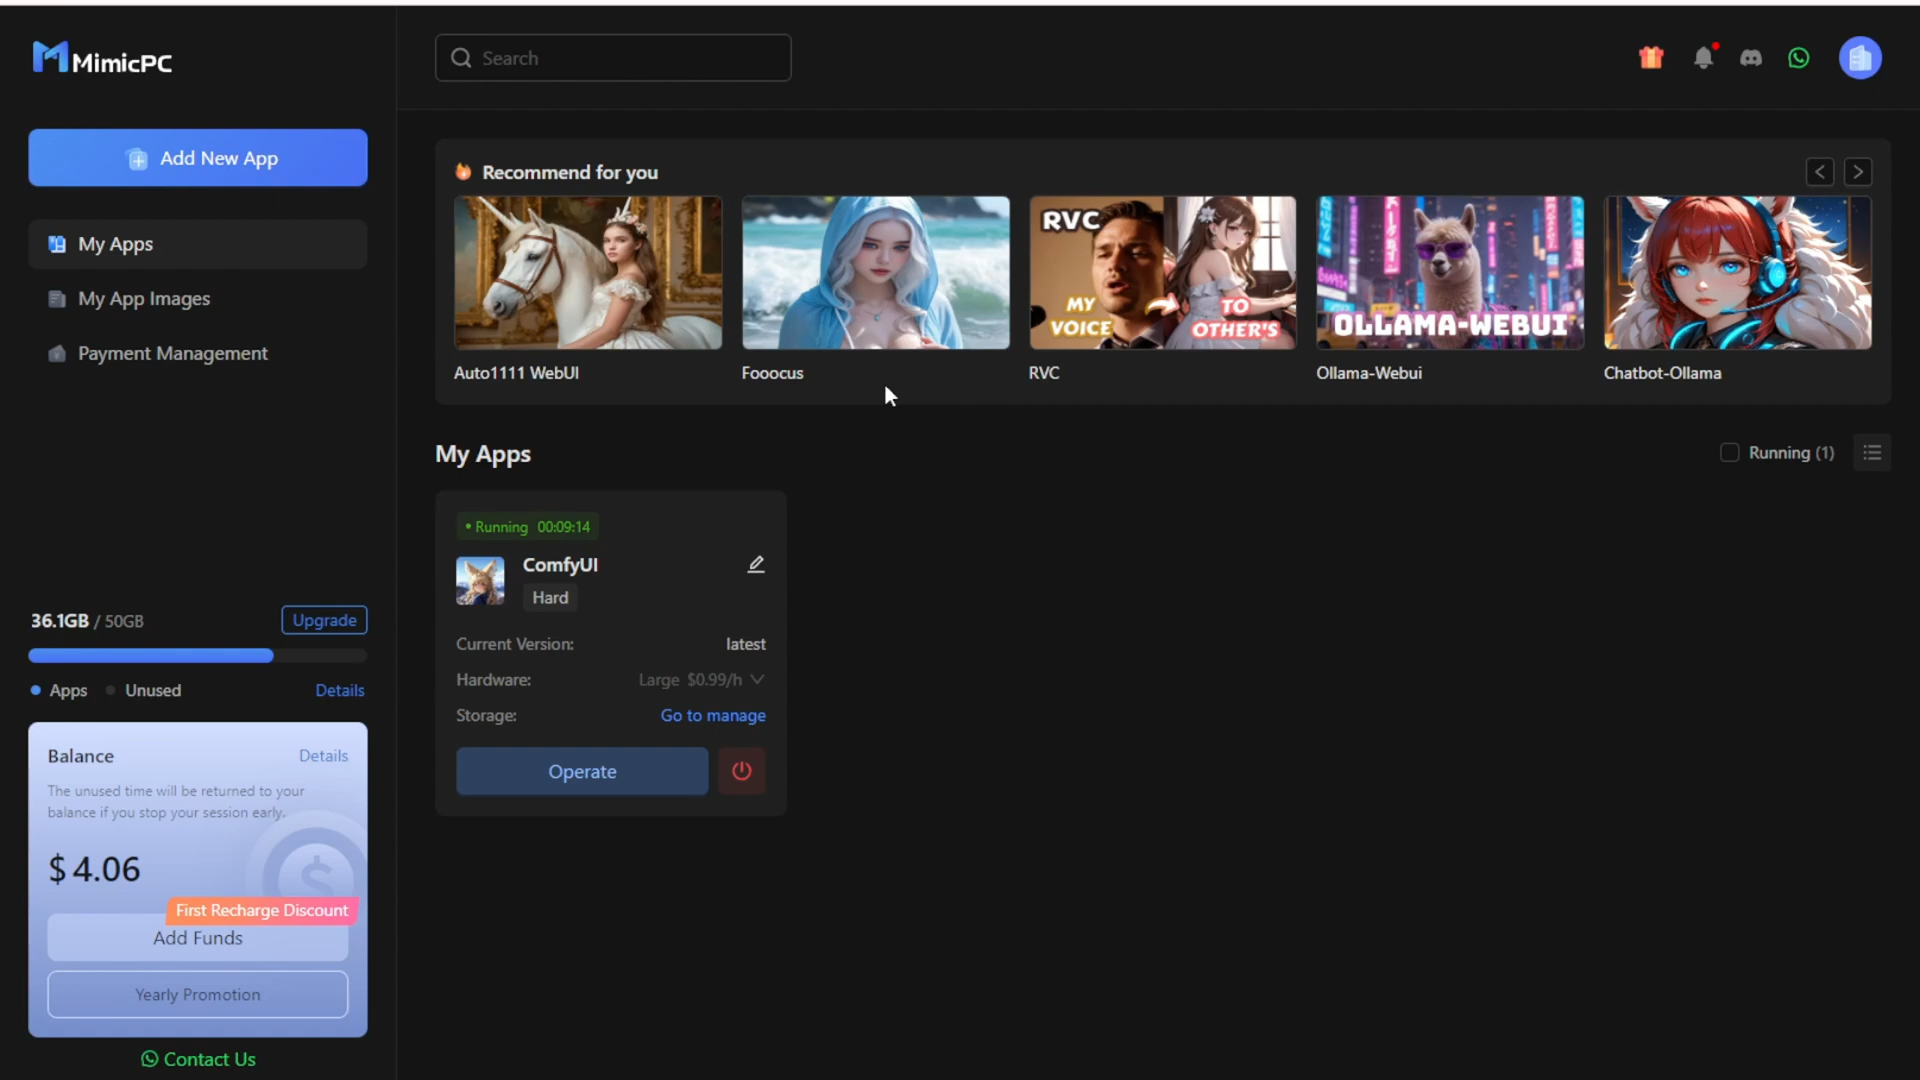 MimicPC
Search
Add New App
My Apps
My App Images
Payment Management
36.1GB / 50GB
Upgrade
Apps
Unused
Details
Balance
Details
The unused time will be returned to your
balance if you stop your session early.
$ 4.06
First Recharge Discount
Add Funds
Yearly Promotion
Contact Us
Recommend for you
RVC
MY
VOICE
TO
OTHER'S
OLLAMA-WEBUI
Auto1111 WebUI
Fooocus
RVC
Ollama-Webui
Chatbot-Ollama
My Apps
Running (1)
Running 00:09:14
ComfyUI
Hard
Current Version:
latest
Hardware:
Large $0.99/h
Storage:
Go to manage
Operate